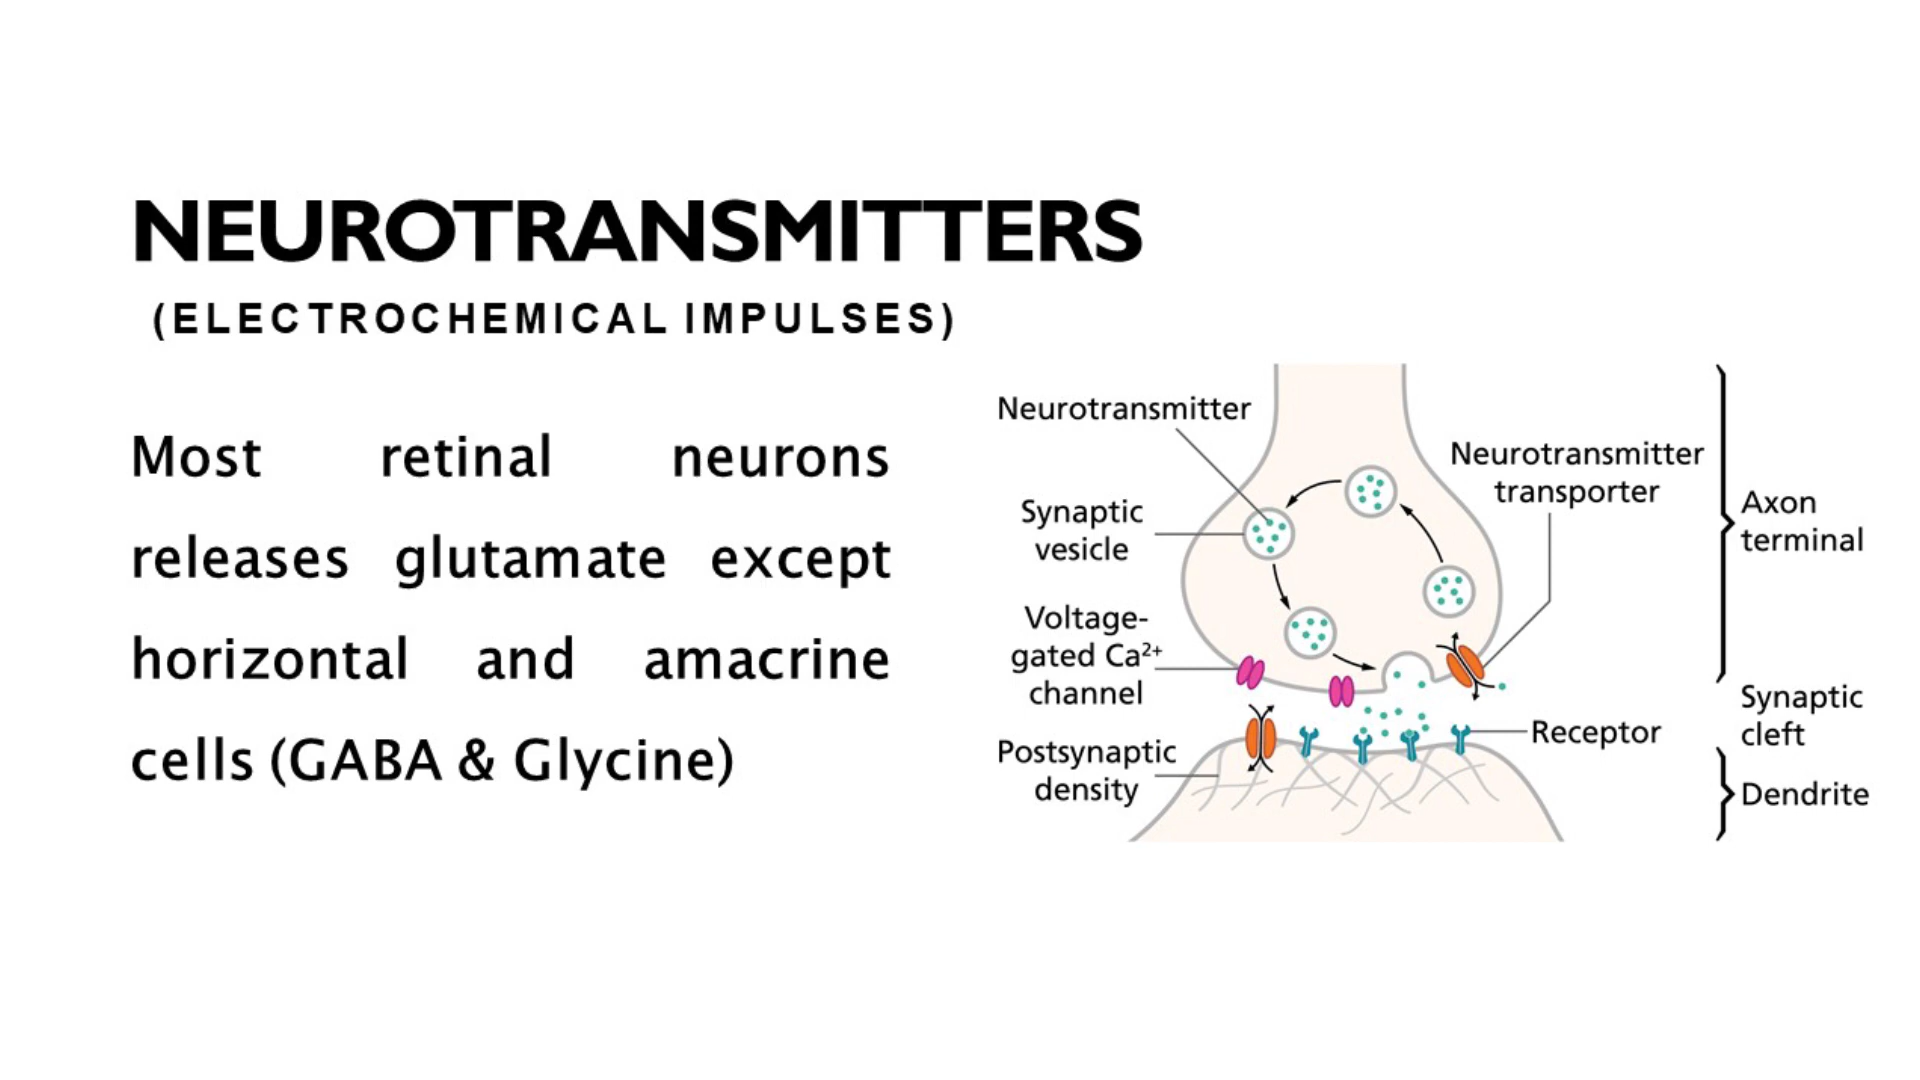 NEUROTRANSMITTERS
(ELECTROCHEMICAL IMPULSES)
Most retinal neurons
releases glutamate except
horizontal and amacrine
cells (GABA & Glycine)
Neurotransmitter
Synaptic
vesicle
Voltage-
gated Ca²⁺
channel
Postsynaptic
density
Neurotransmitter
transporter
Receptor
Axon
terminal
Synaptic
cleft
Dendrite